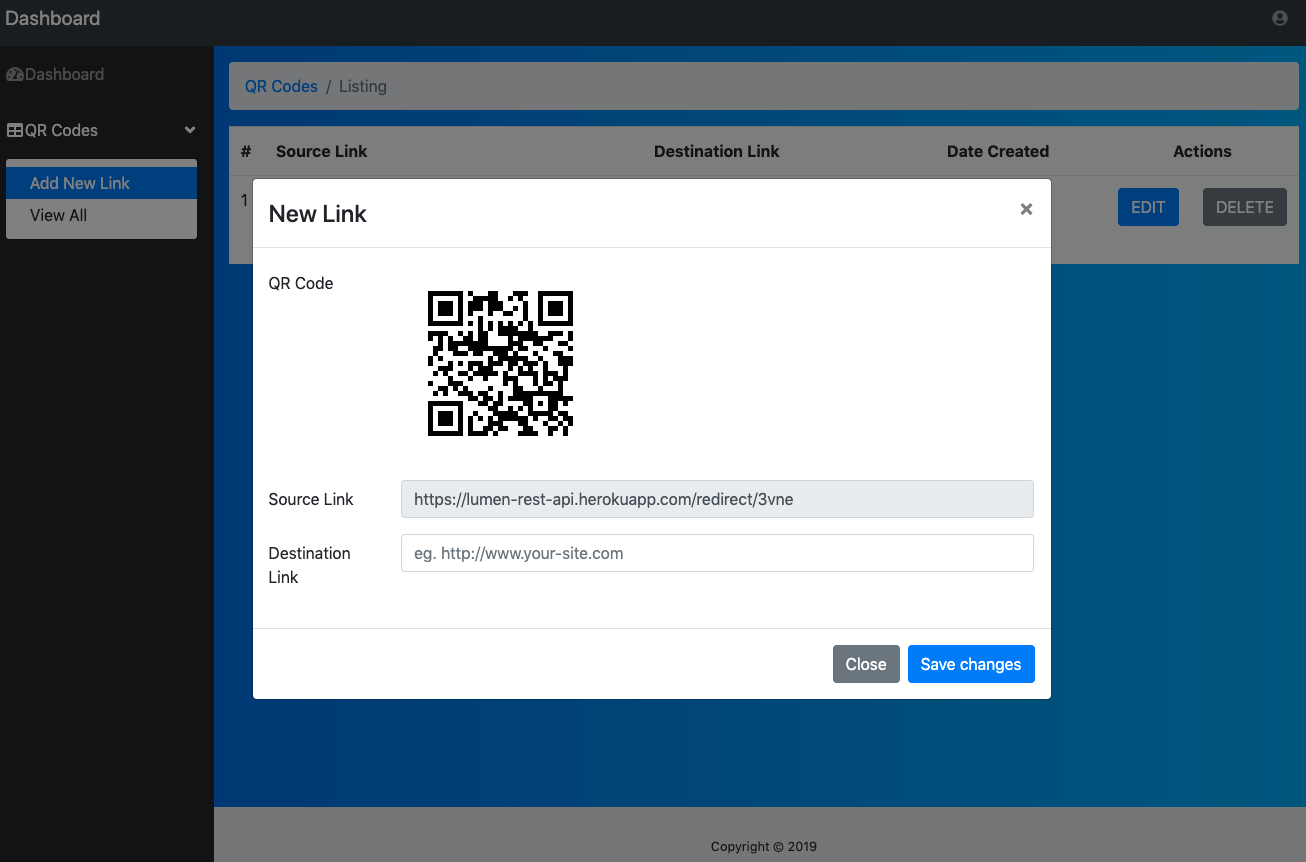 Dashboard
Dashboard
QR Codes
Add New Link
View All
QR Codes / Listing
# Source Link Destination Link Date Created Actions
1 EDIT DELETE
New Link ×
QR Code
Source Link https://lumen-rest-api.herokuapp.com/redirect/3vne
Destination eg. http://www.your-site.com
Link
Close Save changes
Copyright © 2019